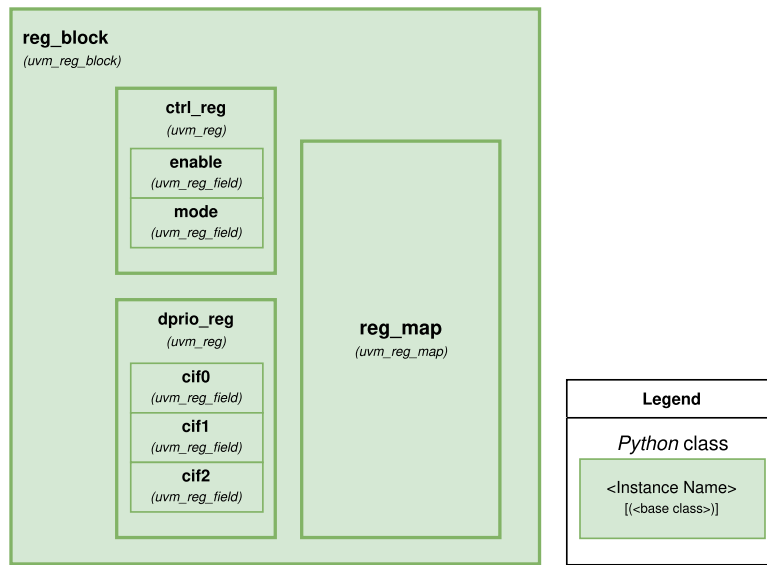 reg_block
(uvm_reg_block)
ctrl_reg
(uvm_reg)
enable
(uvm_reg_field)
mode
(uvm_reg_field)
dprio_reg
(uvm_reg)
cif0
(uvm_reg_field)
cif1
(uvm_reg_field)
cif2
(uvm_reg_field)
reg_map
(uvm_reg_map)
Legend
Python class
<Instance Name>
[(<base class>)]